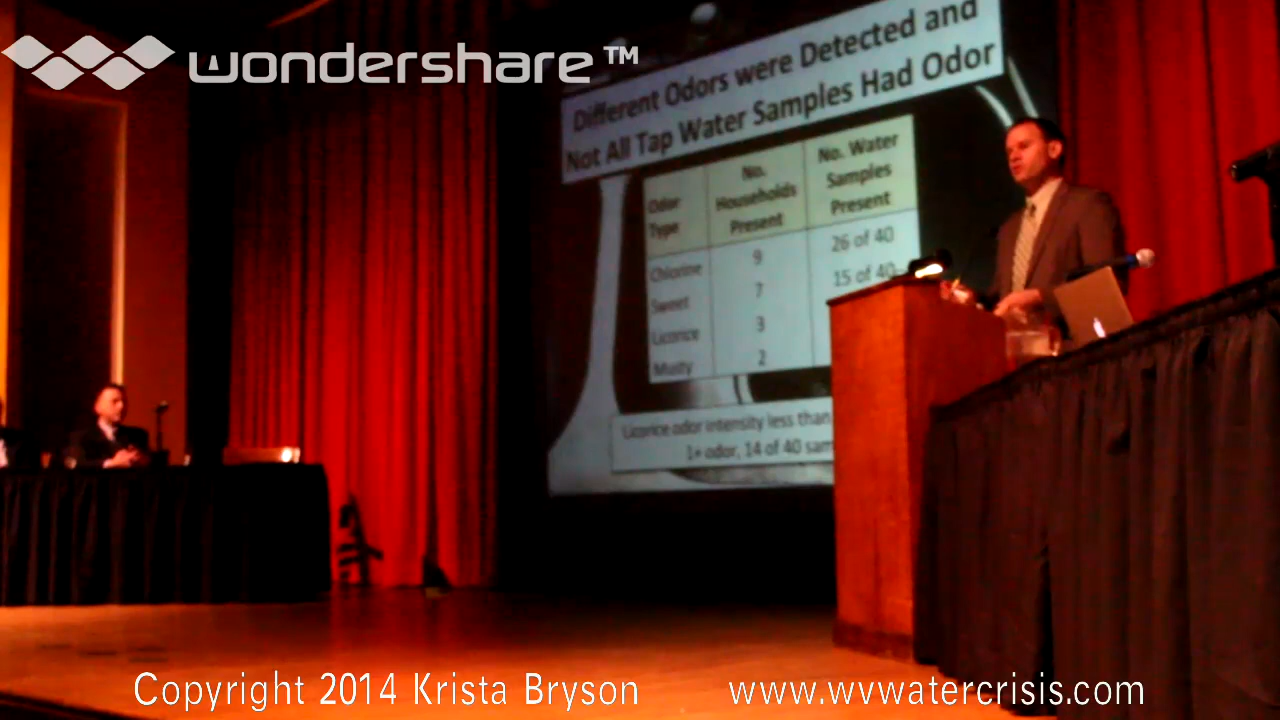 wondershare™
Different Odors were Detected and
Not All Tap Water Samples Had Odor
Odor
Type
No.
Households
Present
No. Water
Samples
Present
Chlorine
9
26 of 40
Sweet
7
15 of 40
Licorice
3
Musty
2
Licorice odor intensity less than
1+ odor, 14 of 40 sam
Copyright 2014 Krista Bryson
www.wvwatercrisis.com